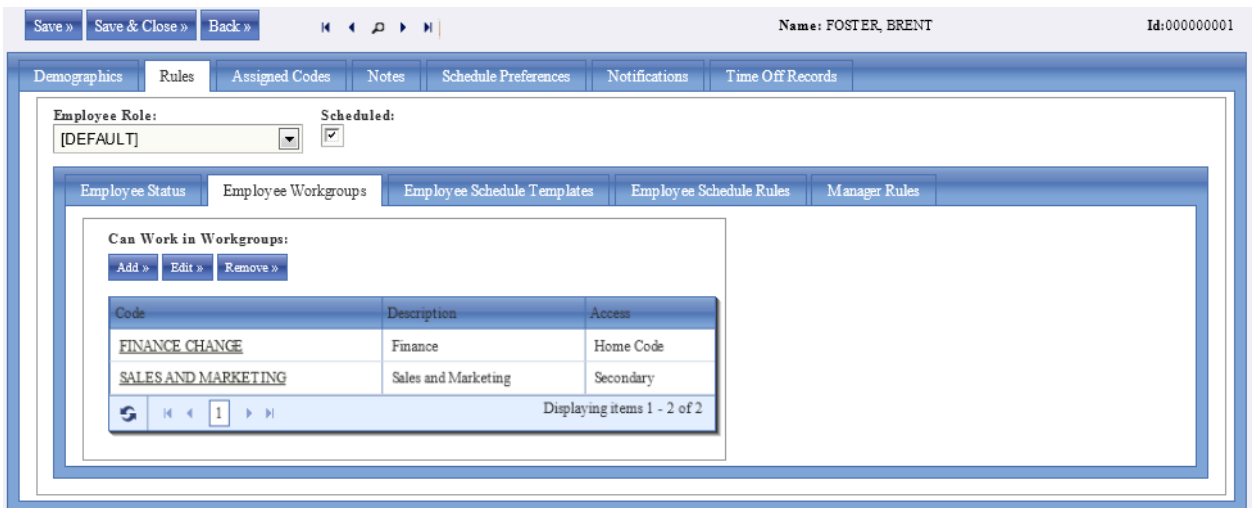 Save » Save & Close » Back » Name: FOSTER, BRENT Id:000000001
Demographics Rules Assigned Codes Notes Schedule Preferences Notifications Time Off Records
Employee Role: Scheduled:
[DEFAULT]
Employee Status Employee Workgroups Employee Schedule Templates Employee Schedule Rules Manager Rules
Can Work in Workgroups:
Add » Edit » Remove »
Code Description Access
FINANCE CHANGE Finance Home Code
SALES AND MARKETING Sales and Marketing Secondary
1 Displaying items 1 - 2 of 2